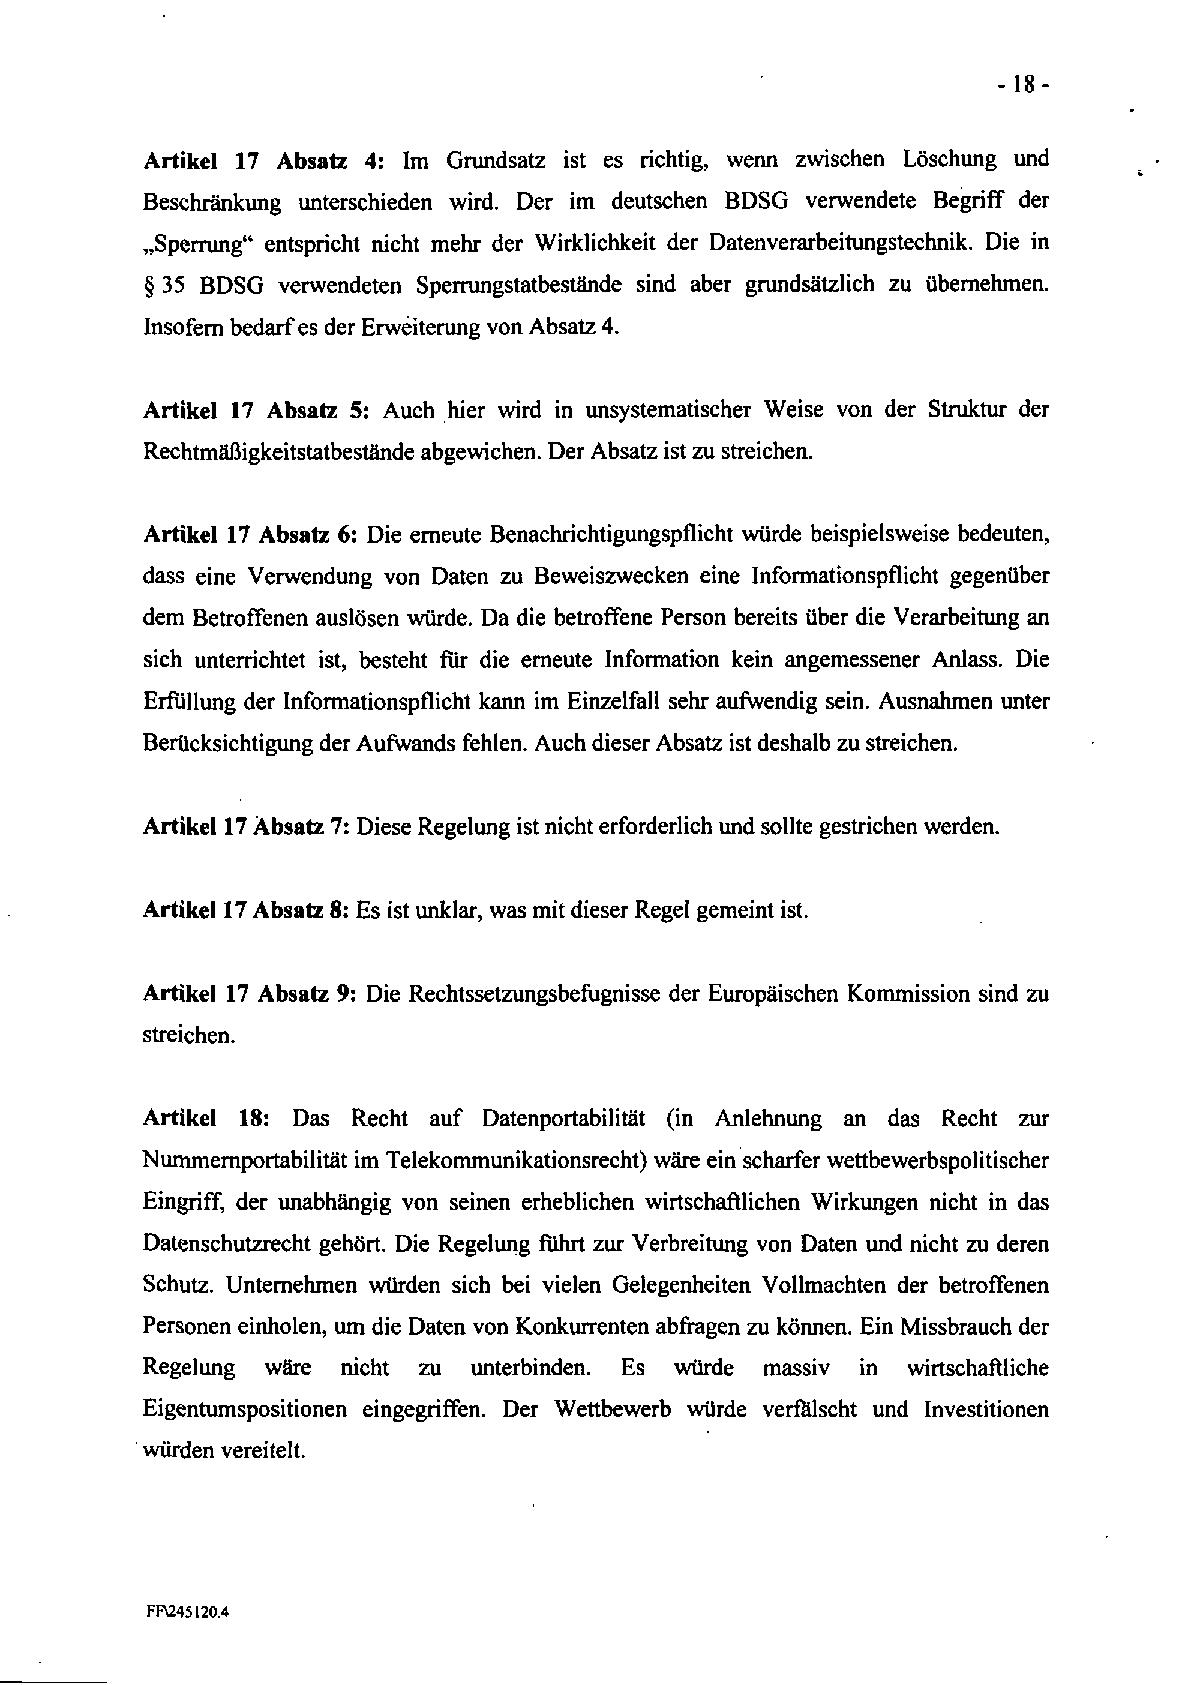 - 18 -
Artikel 17 Absatz 4: Im Grundsatz ist es richtig, wenn zwischen Löschung und
Beschränkung unterschieden wird. Der im deutschen BDSG verwendete Begriff der
„Sperrung“ entspricht nicht mehr der Wirklichkeit der Datenverarbeitungstechnik. Die in
§ 35 BDSG verwendeten Sperrungstatbestände sind aber grundsätzlich zu übernehmen.
Insofern bedarf es der Erweiterung von Absatz 4.
Artikel 17 Absatz 5: Auch hier wird in unsystematischer Weise von der Struktur der
Rechtmäßigkeitstatbestände abgewichen. Der Absatz ist zu streichen.
Artikel 17 Absatz 6: Die erneute Benachrichtigungspflicht würde beispielsweise bedeuten,
dass eine Verwendung von Daten zu Beweiszwecken eine Informationspflicht gegenüber
dem Betroffenen auslösen würde. Da die betroffene Person bereits über die Verarbeitung an
sich unterrichtet ist, besteht für die erneute Information kein angemessener Anlass. Die
Erfüllung der Informationspflicht kann im Einzelfall sehr aufwendig sein. Ausnahmen unter
Berücksichtigung der Aufwands fehlen. Auch dieser Absatz ist deshalb zu streichen.
Artikel 17 Absatz 7: Diese Regelung ist nicht erforderlich und sollte gestrichen werden.
Artikel 17 Absatz 8: Es ist unklar, was mit dieser Regel gemeint ist.
Artikel 17 Absatz 9: Die Rechtssetzungsbefugnisse der Europäischen Kommission sind zu
streichen.
Artikel 18: Das Recht auf Datenportabilität (in Anlehnung an das Recht zur
Nummernportabilität im Telekommunikationsrecht) wäre ein scharfer wettbewerbspolitischer
Eingriff, der unabhängig von seinen erheblichen wirtschaftlichen Wirkungen nicht in das
Datenschutzrecht gehört. Die Regelung führt zur Verbreitung von Daten und nicht zu deren
Schutz. Unternehmen würden sich bei vielen Gelegenheiten Vollmachten der betroffenen
Personen einholen, um die Daten von Konkurrenten abfragen zu können. Ein Missbrauch der
Regelung wäre nicht zu unterbinden. Es würde massiv in wirtschaftliche
Eigentumspositionen eingegriffen. Der Wettbewerb würde verfälscht und Investitionen
würden vereitelt.
FF\245120.4